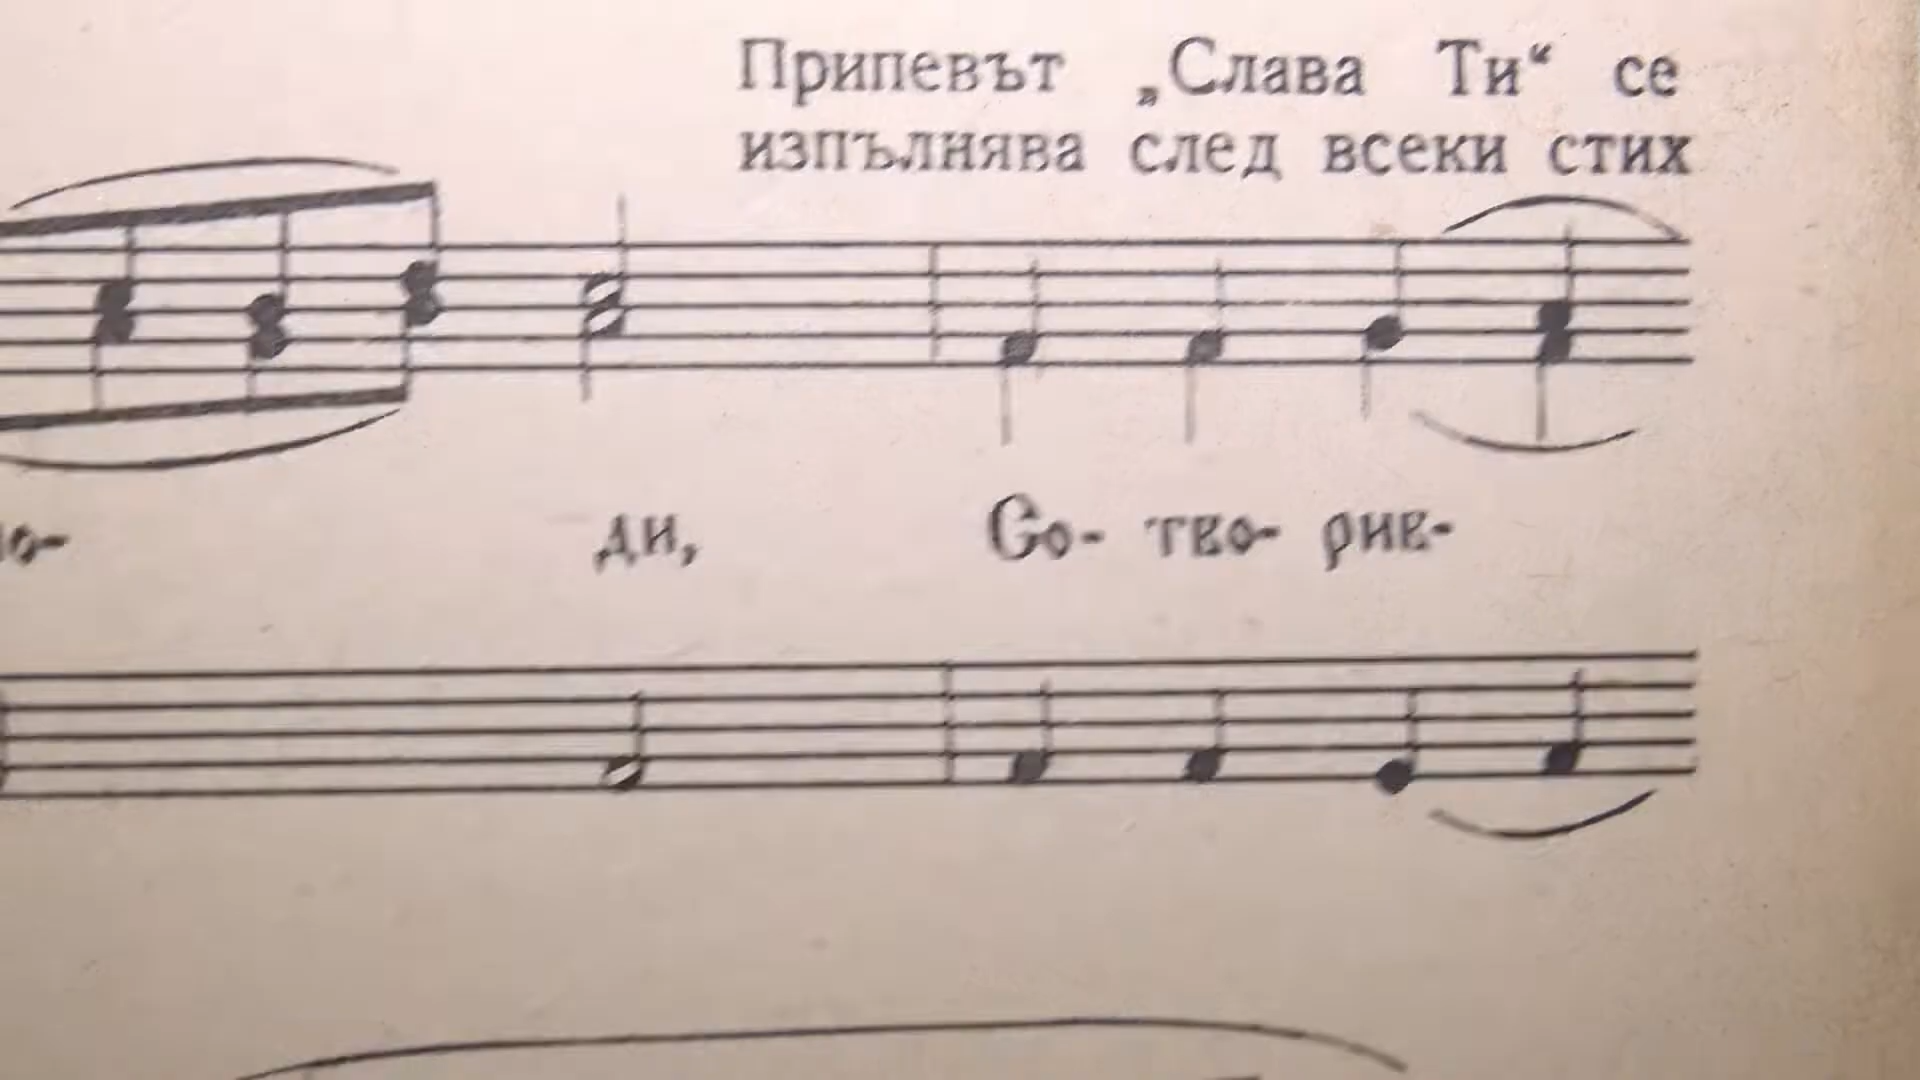 Припевът „Слава Ти“ се
изпълнява след всеки стих
ди, Со- тво- рив-